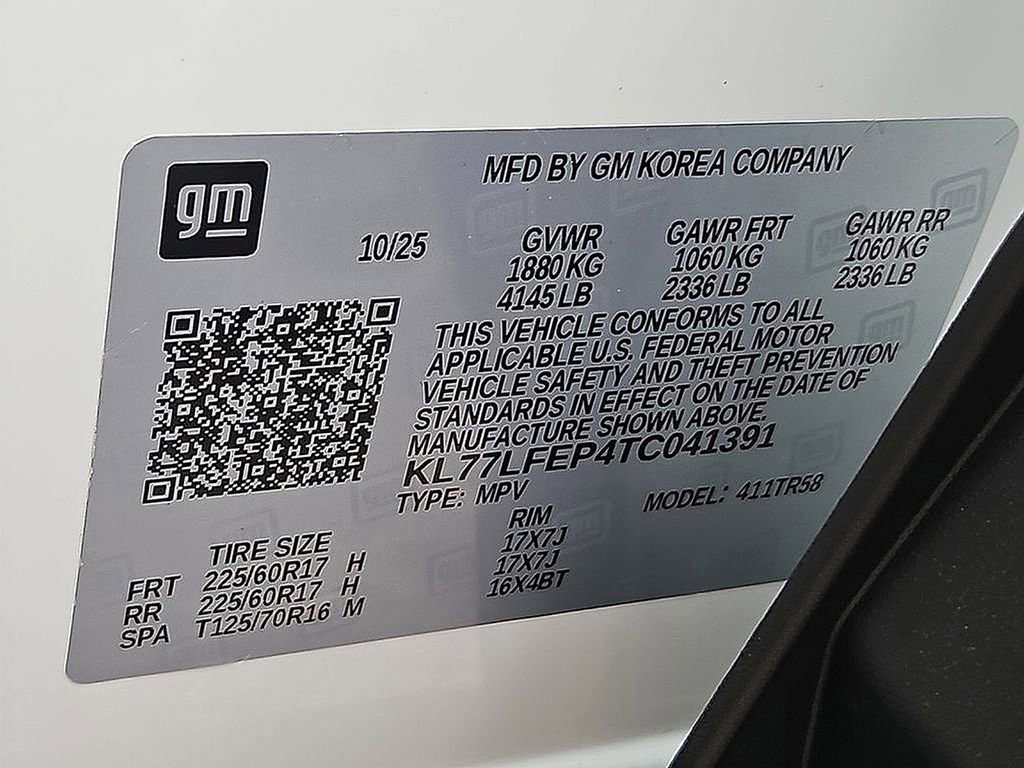 gm
MFD BY GM KOREA COMPANY
10/25 GVWR GAWR FRT GAWR RR
1880 KG 1060 KG 1060 KG
4145 LB 2336 LB 2336 LB
THIS VEHICLE CONFORMS TO ALL
APPLICABLE U.S. FEDERAL MOTOR
VEHICLE SAFETY AND THEFT PREVENTION
STANDARDS IN EFFECT ON THE DATE OF
MANUFACTURE SHOWN ABOVE.
KL77LFEP4TC041391
TYPE: MPV MODEL: 411TR58
TIRE SIZE RIM
FRT 225/60R17 H 17X7J
RR 225/60R17 H 17X7J
SPA T125/70R16 M 16X4BT